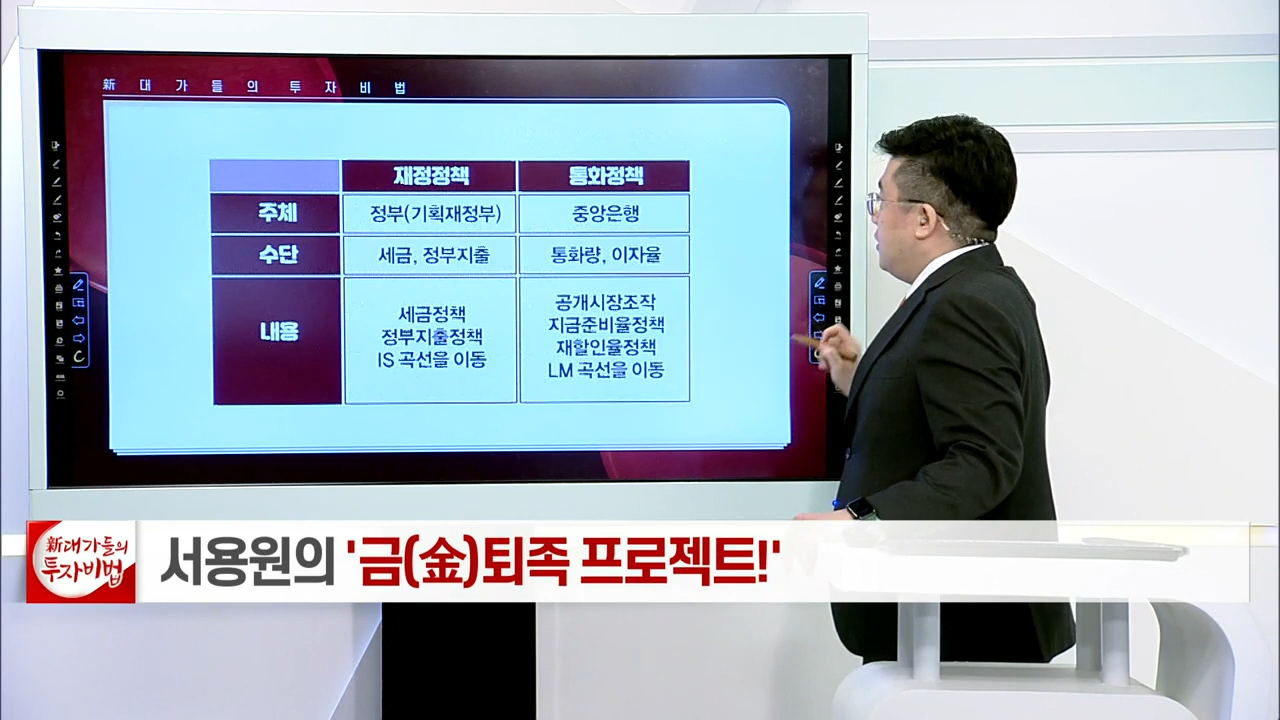 新 대 가 들 의 투 자 비 법
재정정책 통화정책
주체 정부(기획재정부) 중앙은행
수단 세금, 정부지출 통화량, 이자율
내용
세금정책
정부지출정책
IS 곡선을 이동
공개시장조작
지급준비율정책
재할인율정책
LM 곡선을 이동
新대가들의
투자비법
서용원의 '금(金)퇴족 프로젝트!'